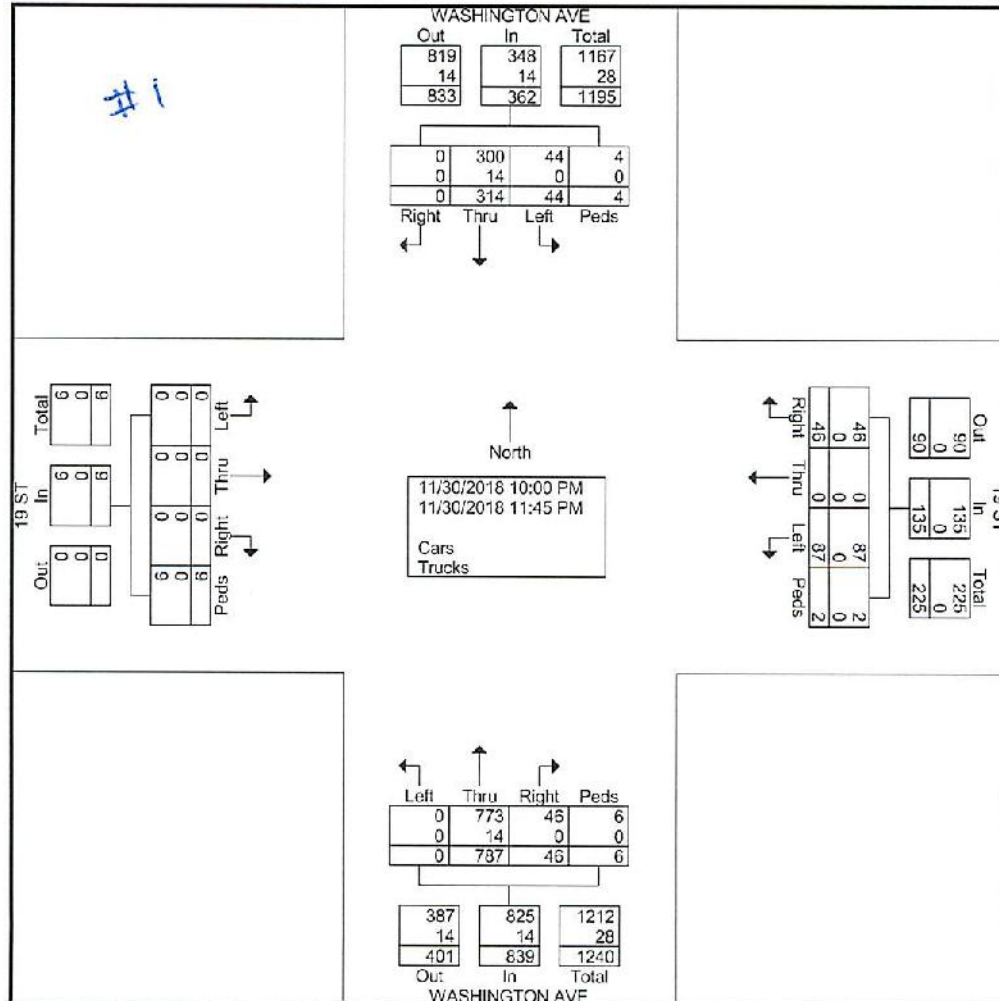 #1
WASHINGTON AVE
Out In Total
819 348 1167
14 14 28
833 362 1195
0 300 44 4
0 14 0 0
0 314 44 4
Right Thru Left Peds
19 ST
Total In Out
0 0 0
0
0
Left Thru Right Peds
0 0 0
0 0 0 0
0 0 0
North
11/30/2018 10:00 PM
11/30/2018 11:45 PM
Cars
Trucks
Right Thru Left Peds
46 0 87 2
0 0 0 0
46 0 87 2
Out In Total
90 135 225
0 0 0
90 135 225
19 ST
Left Thru Right Peds
0 773 46 6
0 14 0 0
0 787 46 6
387 825 1212
14 14 28
401 839 1240
Out In Total
WASHINGTON AVE